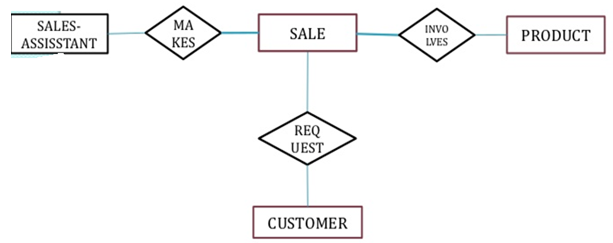 SALES-
ASSISSTANT
MA
KES
SALE
INVO
LVES
PRODUCT
REQ
UEST
CUSTOMER